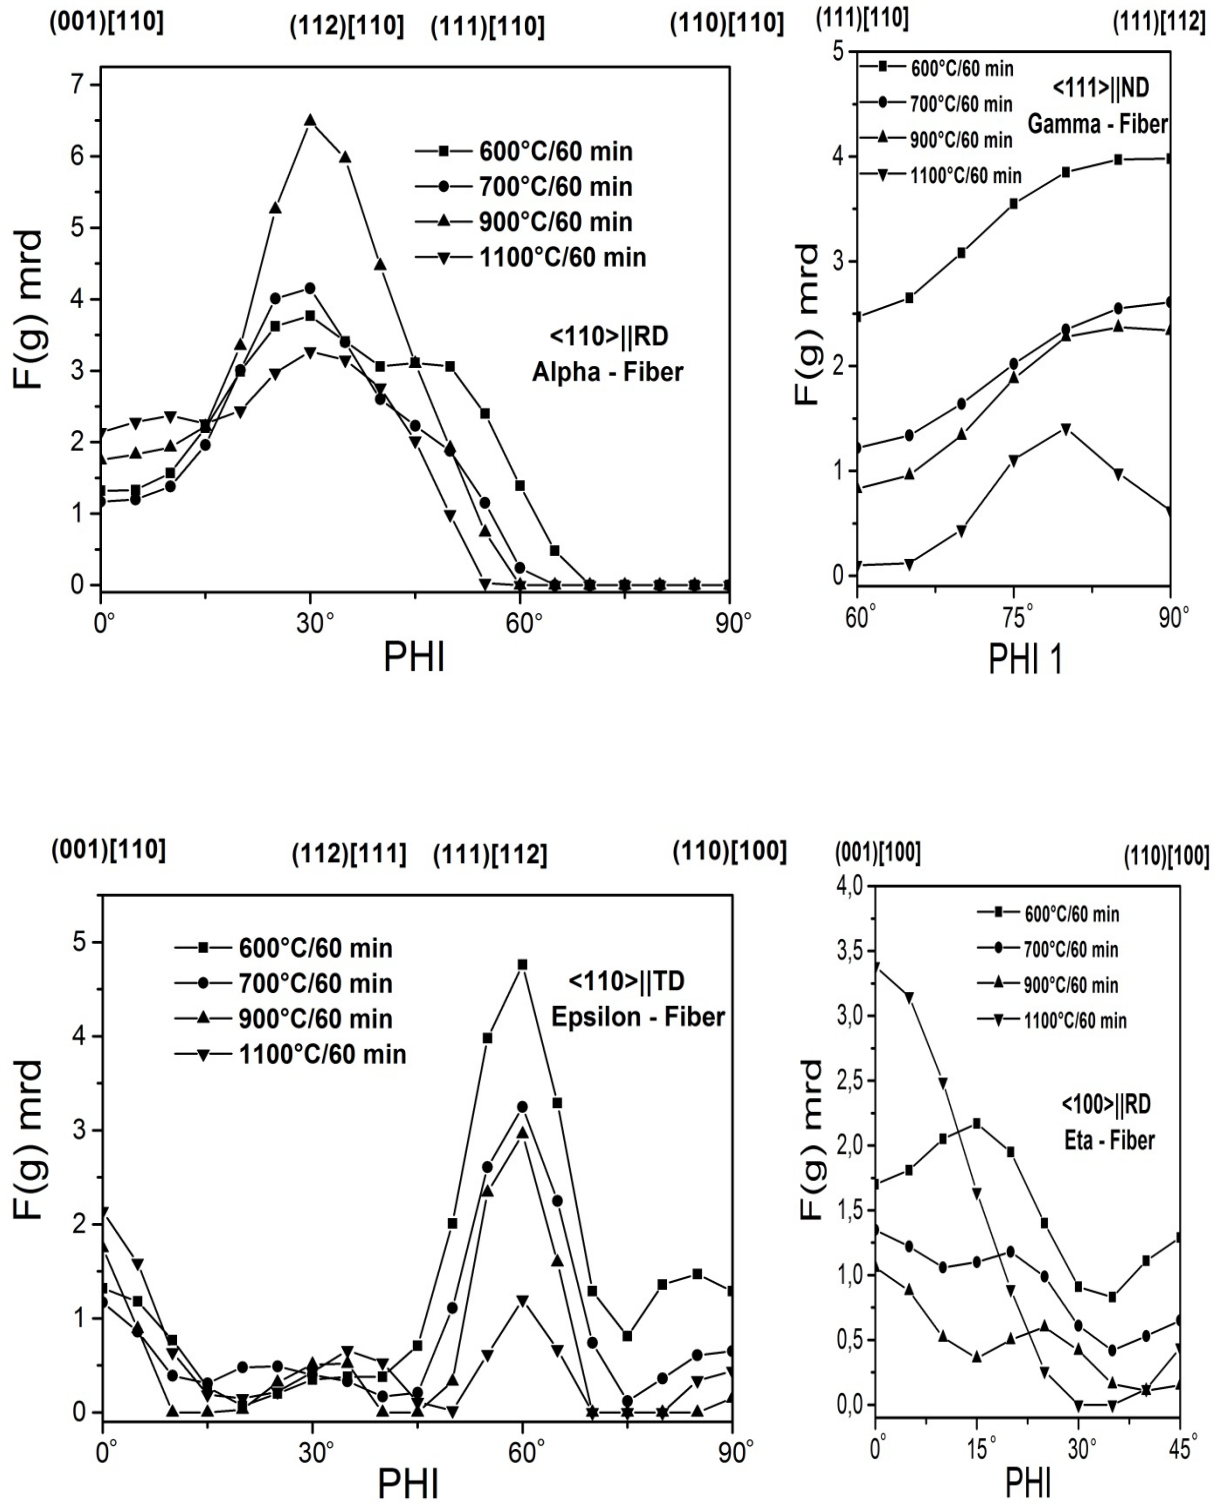 (001)[110]
(112)[110]
(111)[110]
(110)[110]
7
6
5
4
3
2
1
0
F(g) mrd
600°C/60 min
700°C/60 min
900°C/60 min
1100°C/60 min
<110>||RD
Alpha - Fiber
0°
30°
60°
90°
PHI
(111)[110]
(111)[112]
5
4
3
2
1
0
F(g) mrd
600°C/60 min
700°C/60 min
900°C/60 min
1100°C/60 min
<111>||ND
Gamma - Fiber
60°
75°
90°
PHI 1
(001)[110]
(112)[111]
(111)[112]
(110)[100]
5
4
3
2
1
0
F(g) mrd
600°C/60 min
700°C/60 min
900°C/60 min
1100°C/60 min
<110>||TD
Epsilon - Fiber
0°
30°
60°
90°
PHI
(001)[100]
(110)[100]
4,0
3,5
3,0
2,5
2,0
1,5
1,0
0,5
0,0
F(g) mrd
600°C/60 min
700°C/60 min
900°C/60 min
1100°C/60 min
<100>||RD
Eta - Fiber
0°
15°
30°
45°
PHI